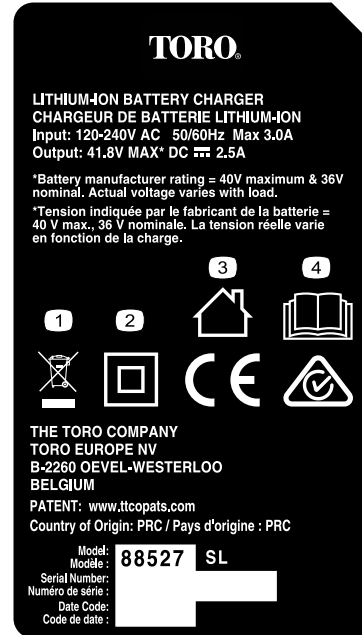 TORO®
LITHIUM-ION BATTERY CHARGER
CHARGEUR DE BATTERIE LITHIUM-ION
Input: 120-240V AC 50/60Hz Max 3.0A
Output: 41.8V MAX* DC ⎓ 2.5A
*Battery manufacturer rating = 40V maximum & 36V
nominal. Actual voltage varies with load.
*Tension indiquée par le fabricant de la batterie =
40 V max., 36 V nominale. La tension réelle varie
en fonction de la charge.
3 4
1 2
CE
THE TORO COMPANY
TORO EUROPE NV
B-2260 OEVEL-WESTERLOO
BELGIUM
PATENT: www.ttcopats.com
Country of Origin: PRC / Pays d'origine : PRC
Model: 88527 SL
Modèle :
Serial Number:
Numéro de série :
Date Code:
Code de date :